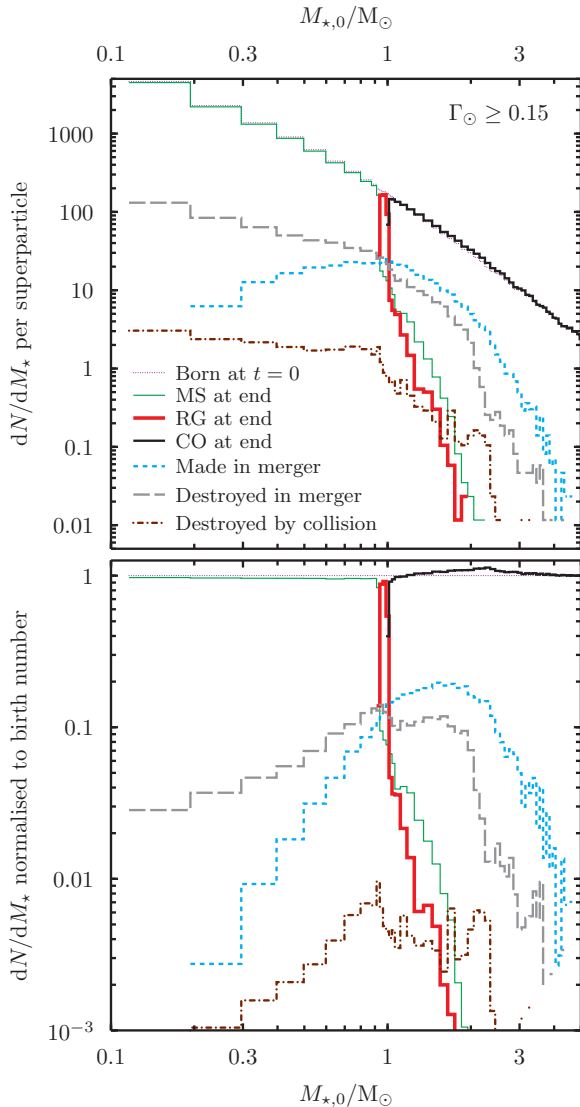 M⋆,0/M⊙
0.1 0.3 1 3
Γ⊙ ≥ 0.15
1000
100
10
1
0.1
0.01
dN/dM⋆ per superparticle
Born at t = 0
MS at end
RG at end
CO at end
Made in merger
Destroyed in merger
Destroyed by collision
1
0.1
0.01
10⁻³
dN/dM⋆ normalised to birth number
0.1 0.3 1 3
M⋆,0/M⊙